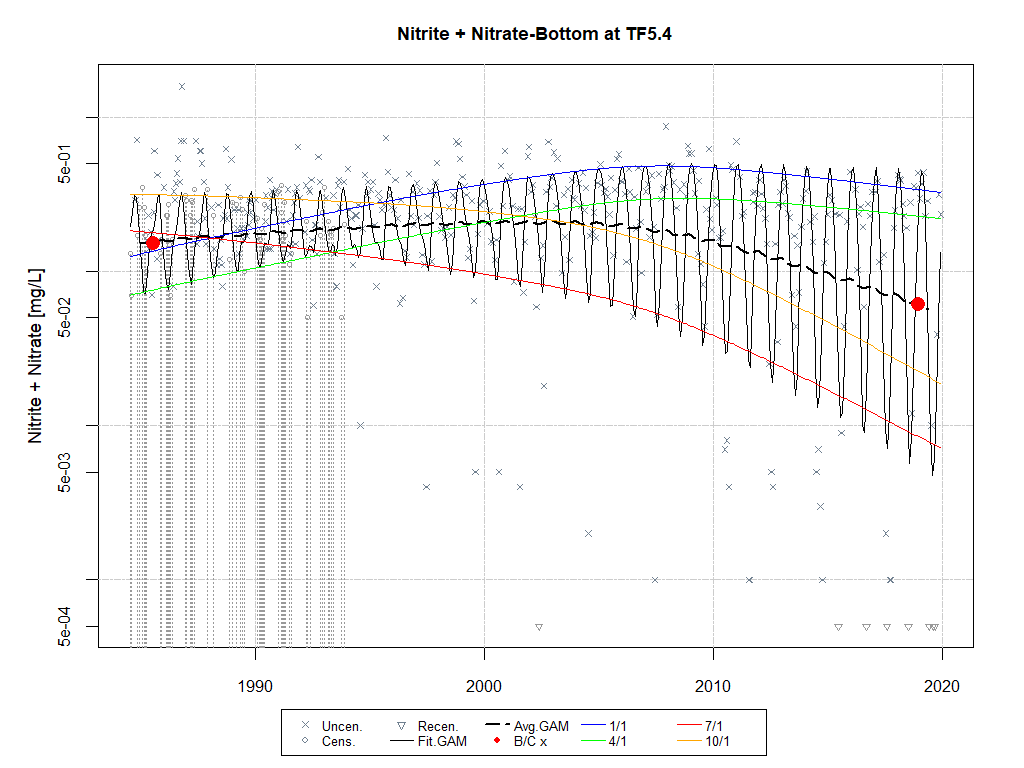 Nitrite + Nitrate-Bottom at TF5.4
Nitrite + Nitrate [mg/L]
5e-01
5e-02
5e-03
5e-04
1990 2000 2010 2020
Uncen. Recen. Avg.GAM 1/1 7/1
Cens. Fit.GAM B/C x 4/1 10/1